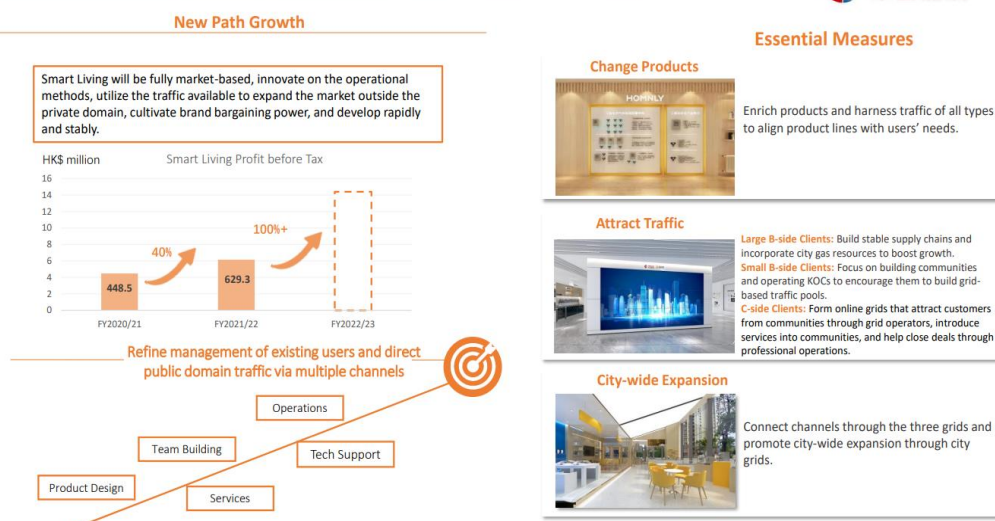 New Path Growth
Smart Living will be fully market-based, innovate on the operational
methods, utilize the traffic available to expand the market outside the
private domain, cultivate brand bargaining power, and develop rapidly
and stably.
HK$ million
Smart Living Profit before Tax
16
14
12
10
8
6
4
2
0
40%
100%+
448.5
629.3
FY2020/21
FY2021/22
FY2022/23
Refine management of existing users and direct
public domain traffic via multiple channels
Operations
Team Building
Tech Support
Product Design
Services
Essential Measures
Change Products
HOMNLY
Enrich products and harness traffic of all types
to align product lines with users' needs.
Attract Traffic
Large B-side Clients: Build stable supply chains and
incorporate city gas resources to boost growth.
Small B-side Clients: Focus on building communities
and operating KOCs to encourage them to build grid-
based traffic pools.
C-side Clients: Form online grids that attract customers
from communities through grid operators, introduce
services into communities, and help close deals through
professional operations.
City-wide Expansion
Connect channels through the three grids and
promote city-wide expansion through city
grids.